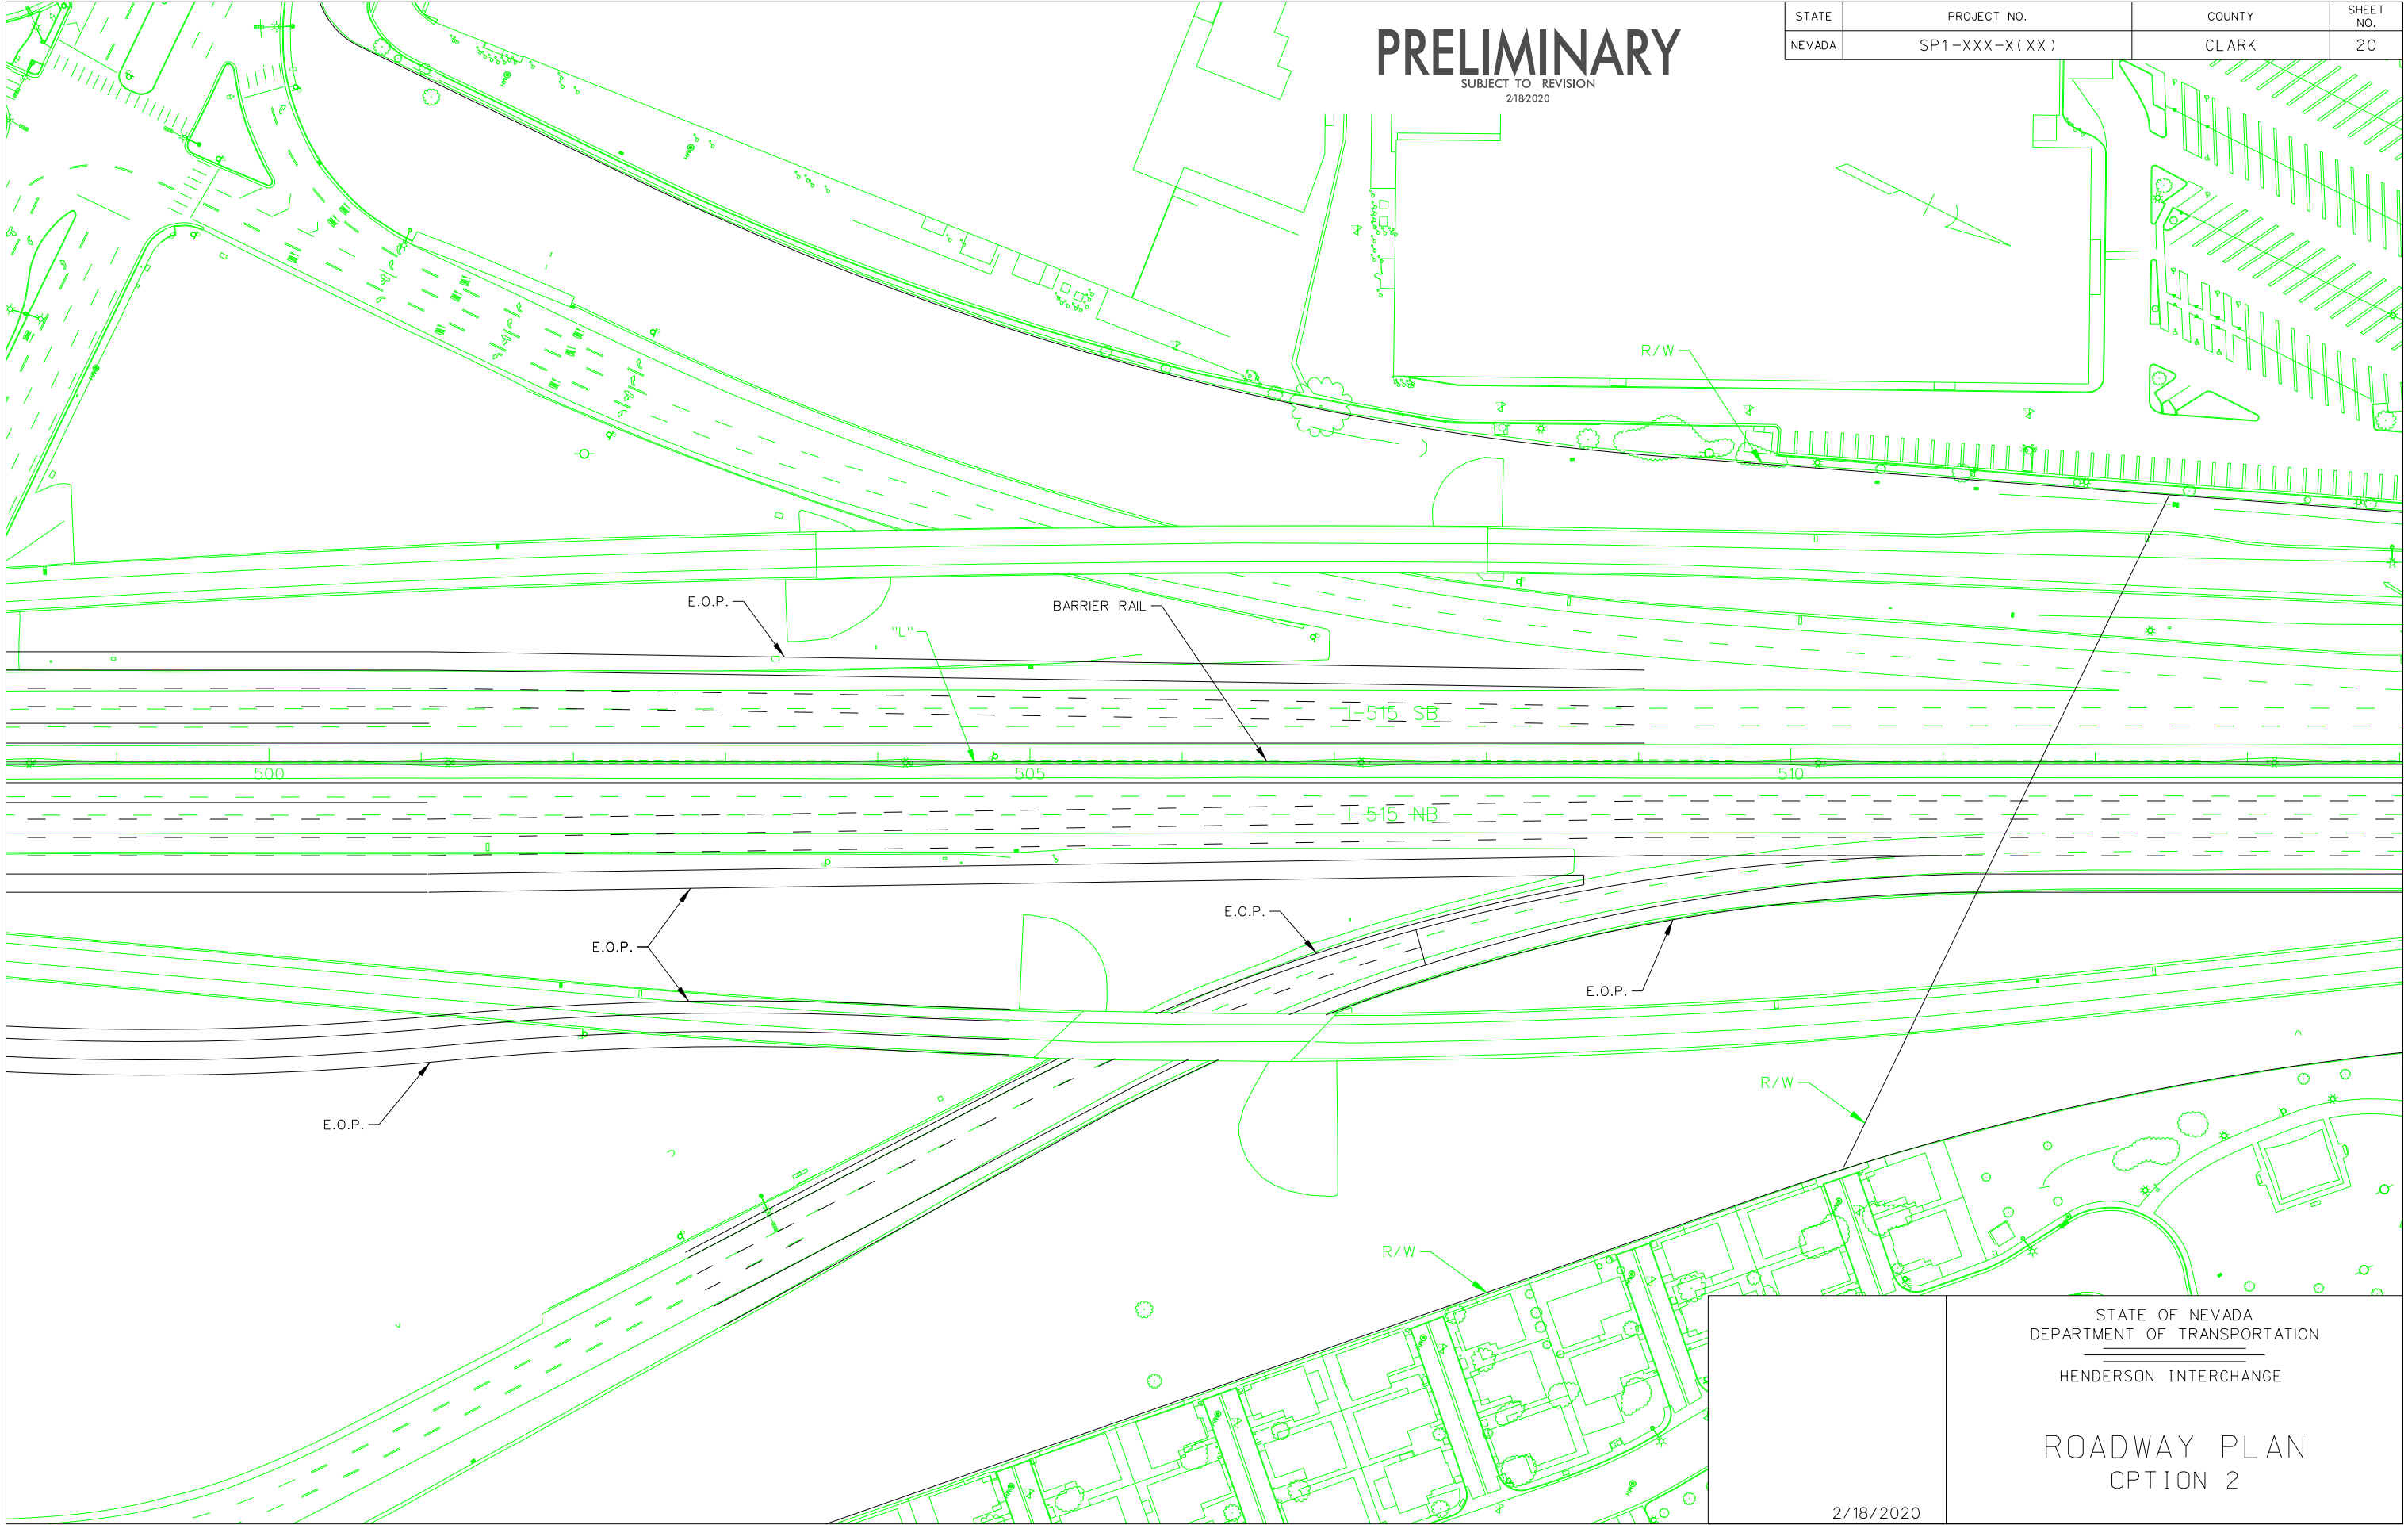 PRELIMINARY
SUBJECT TO REVISION
2/18/2020
STATE PROJECT NO. COUNTY SHEET NO.
NEVADA SP1-XXX-X(XX) CLARK 20
R/W
E.O.P.
BARRIER RAIL
"L"
I-515 SB
500 505 510
I-515 NB
E.O.P.
E.O.P.
E.O.P.
R/W
E.O.P.
R/W
STATE OF NEVADA
DEPARTMENT OF TRANSPORTATION
HENDERSON INTERCHANGE
ROADWAY PLAN
OPTION 2
2/18/2020